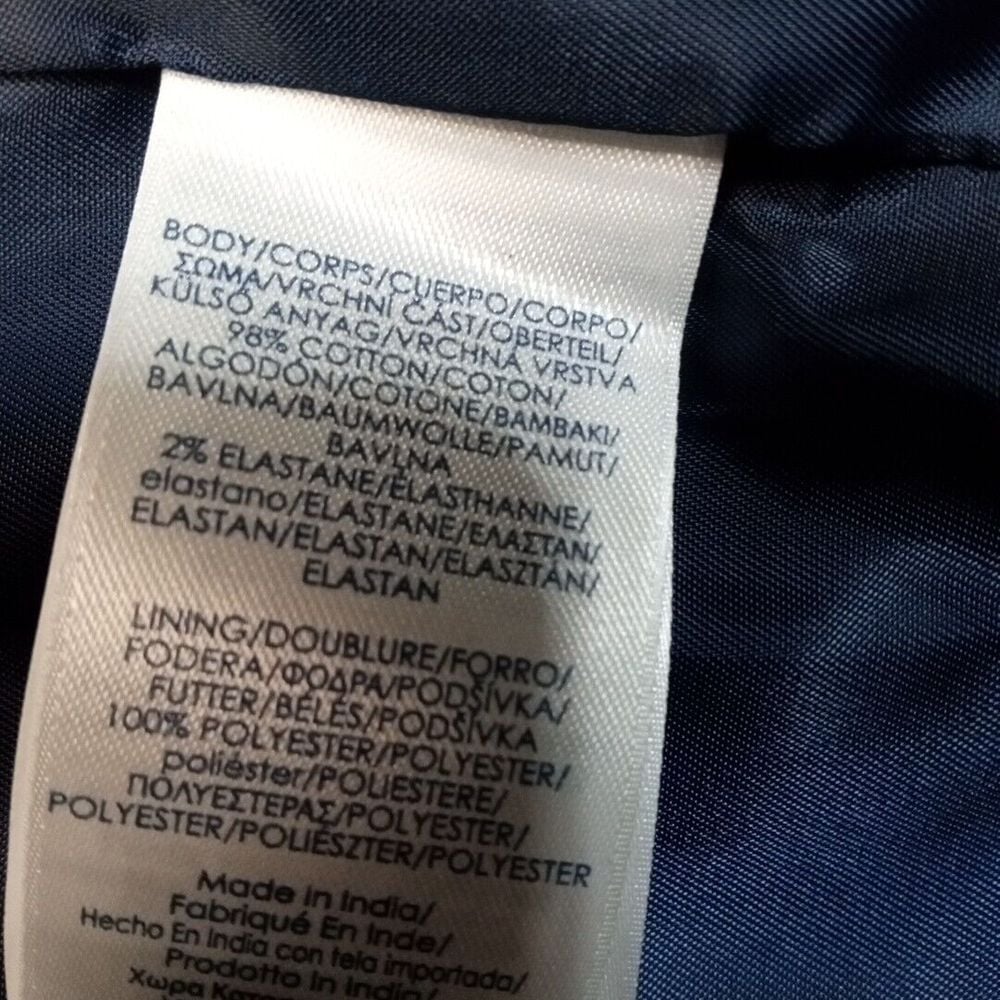 BODY/CORPS/CUERPO/CORPO/
ΣΩΜΑ/VRCHNÍ ČÁST/OBERTEIL/
KÜLSŐ ANYAG/VRCHNÁ VRSTVA
98% COTTON/COTON/
ALGODÓN/COTONE/BAMBAKI/
BAVLNA/BAUMWOLLE/PAMUT/
BAVLNA
2% ELASTANE/ÉLASTHANNE/
elastano/ELASTANE/ΕΛΑΣΤΑΝ/
ELASTAN/ELASTAN/ELASZTÁN/
ELASTAN
LINING/DOUBLURE/FORRO/
FODERA/ΦΟΔΡΑ/PODŠÍVKA/
FUTTER/BÉLÉS/PODŠÍVKA
100% POLYESTER/POLYESTER/
poliéster/POLIESTERE/
ΠΟΛΥΕΣΤΕΡΑΣ/POLYESTER/
POLYESTER/POLIÉSZTER/POLYESTER
Made in India/
Fabriqué En Inde/
Hecho En India con tela importada/
Prodotto in India/
Χωρα